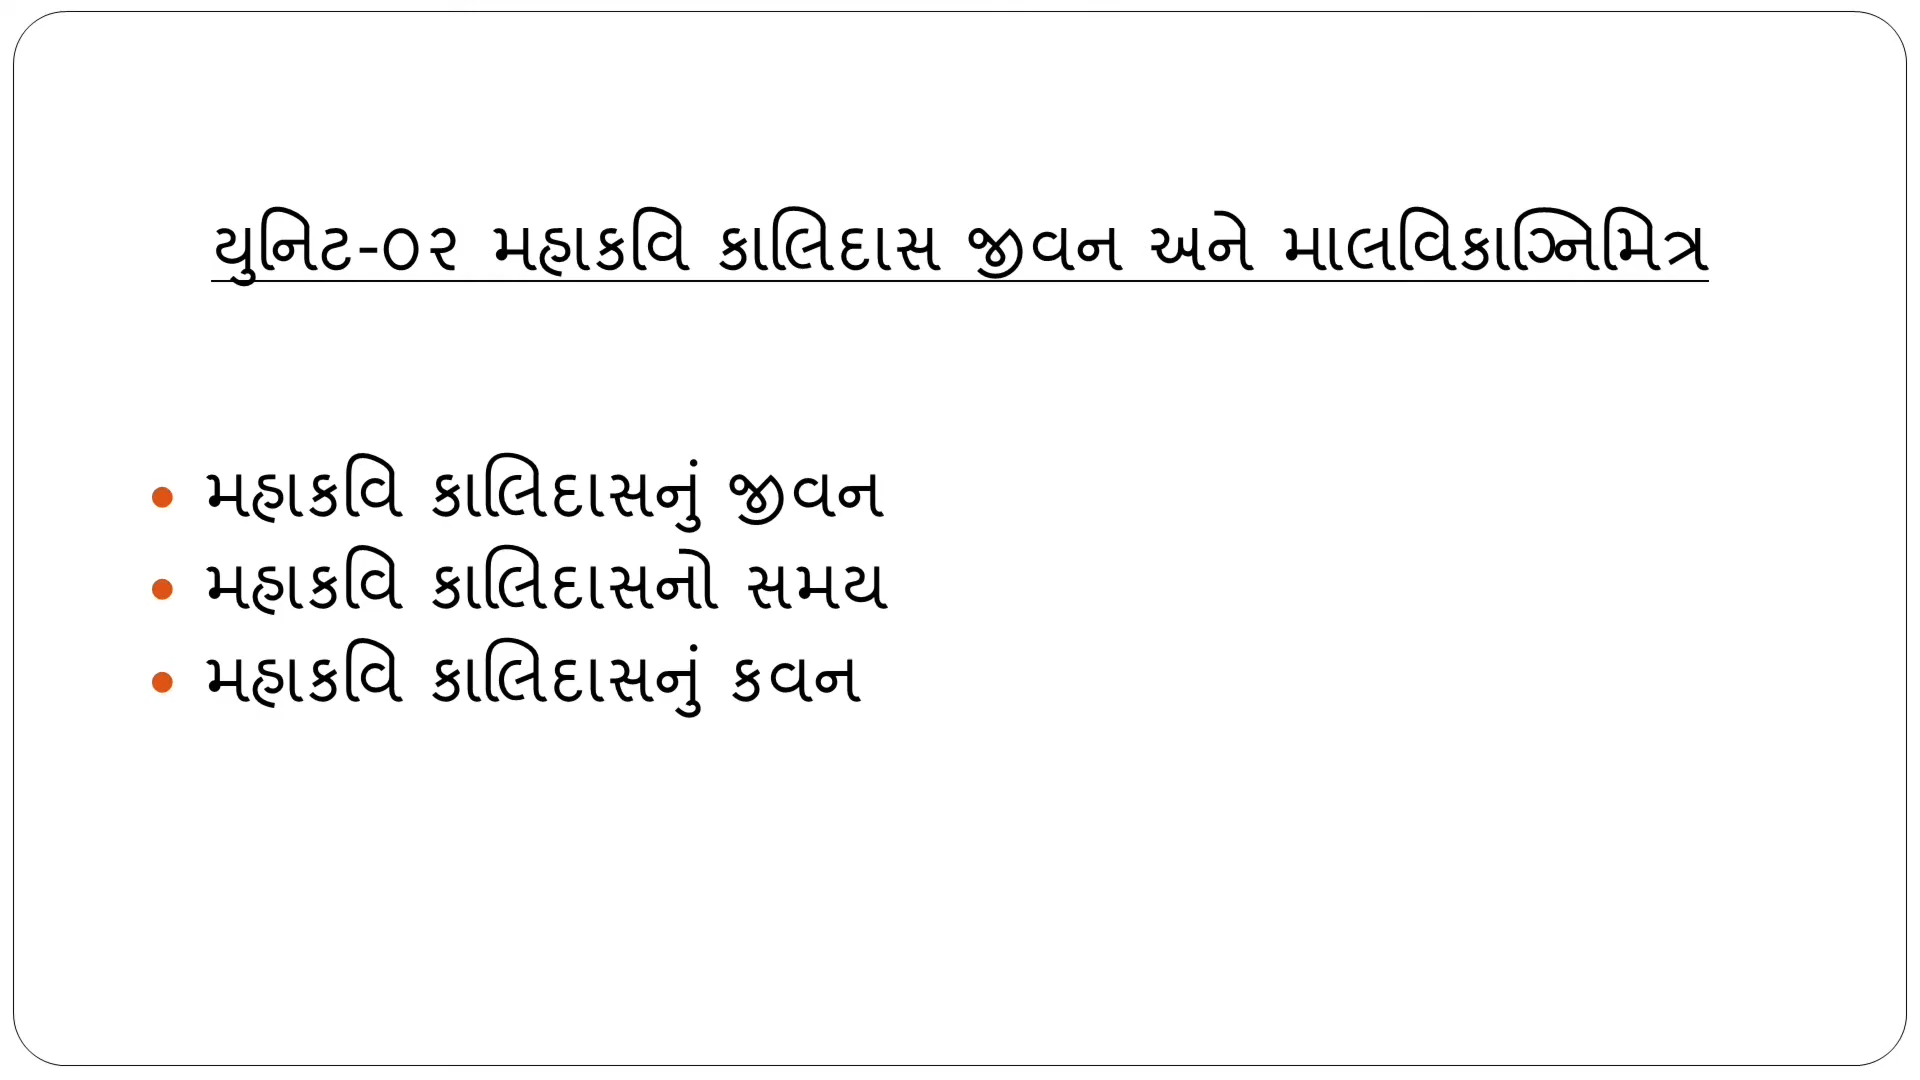 યુનિટ-૦૨ મહાકવિ કાલિદાસ જીવન અને માલવિકાગ્નિમિત્ર
• મહાકવિ કાલિદાસનું જીવન
• મહાકવિ કાલિદાસનો સમય
• મહાકવિ કાલિદાસનું કવન